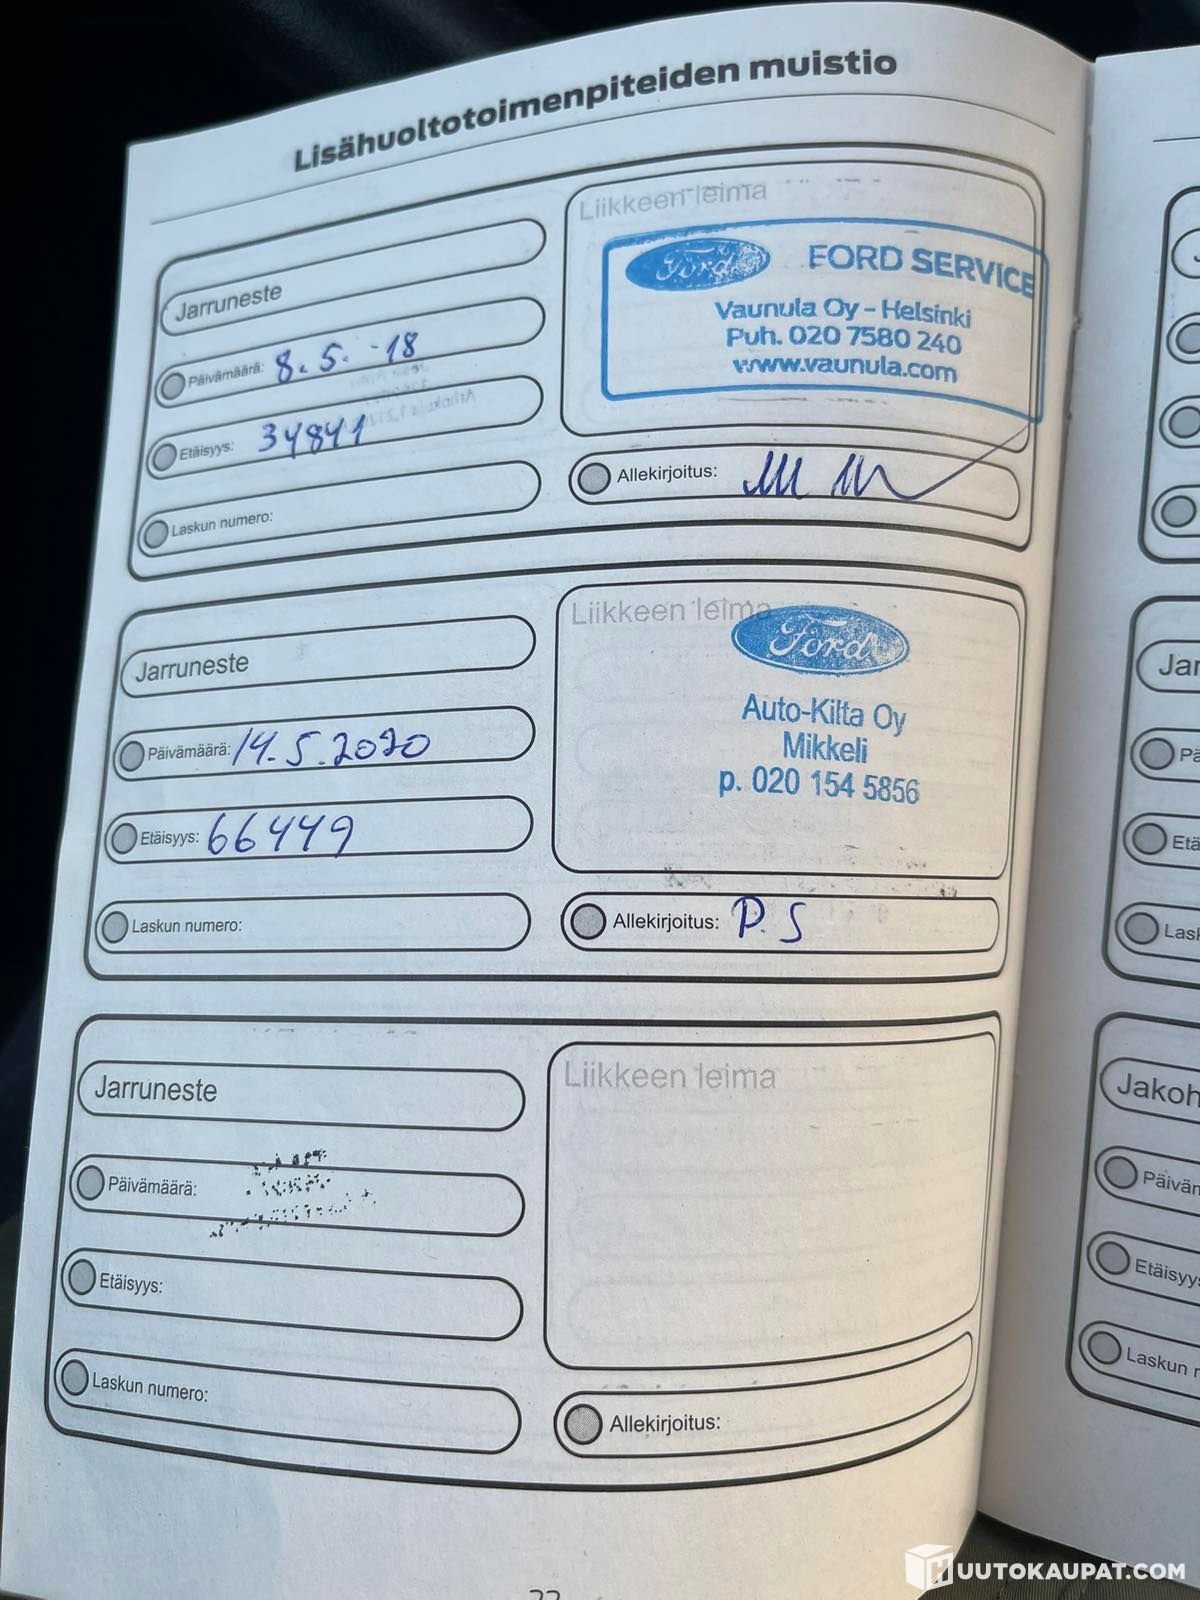 Lisähuoltotoimenpiteiden muistio
Jarruneste
Päivämäärä: 8.5.-18
Etäisyys: 34841
Laskun numero:
Liikkeen leima
Ford FORD SERVICE
Vaunula Oy - Helsinki
Puh. 020 7580 240
www.vaunula.com
Allekirjoitus:
Jarruneste
Päivämäärä: 14.5.2020
Etäisyys: 66449
Laskun numero:
Liikkeen leima
Ford
Auto-Kilta Oy
Mikkeli
p. 020 154 5856
Allekirjoitus: P.S
Jarruneste
Päivämäärä:
Etäisyys:
Laskun numero:
Liikkeen leima
Allekirjoitus:
Jar
Pä
Etä
Lask
Jakoh
Päiväm
Etäisyys
Laskun n
HUUTOKAUPAT.COM